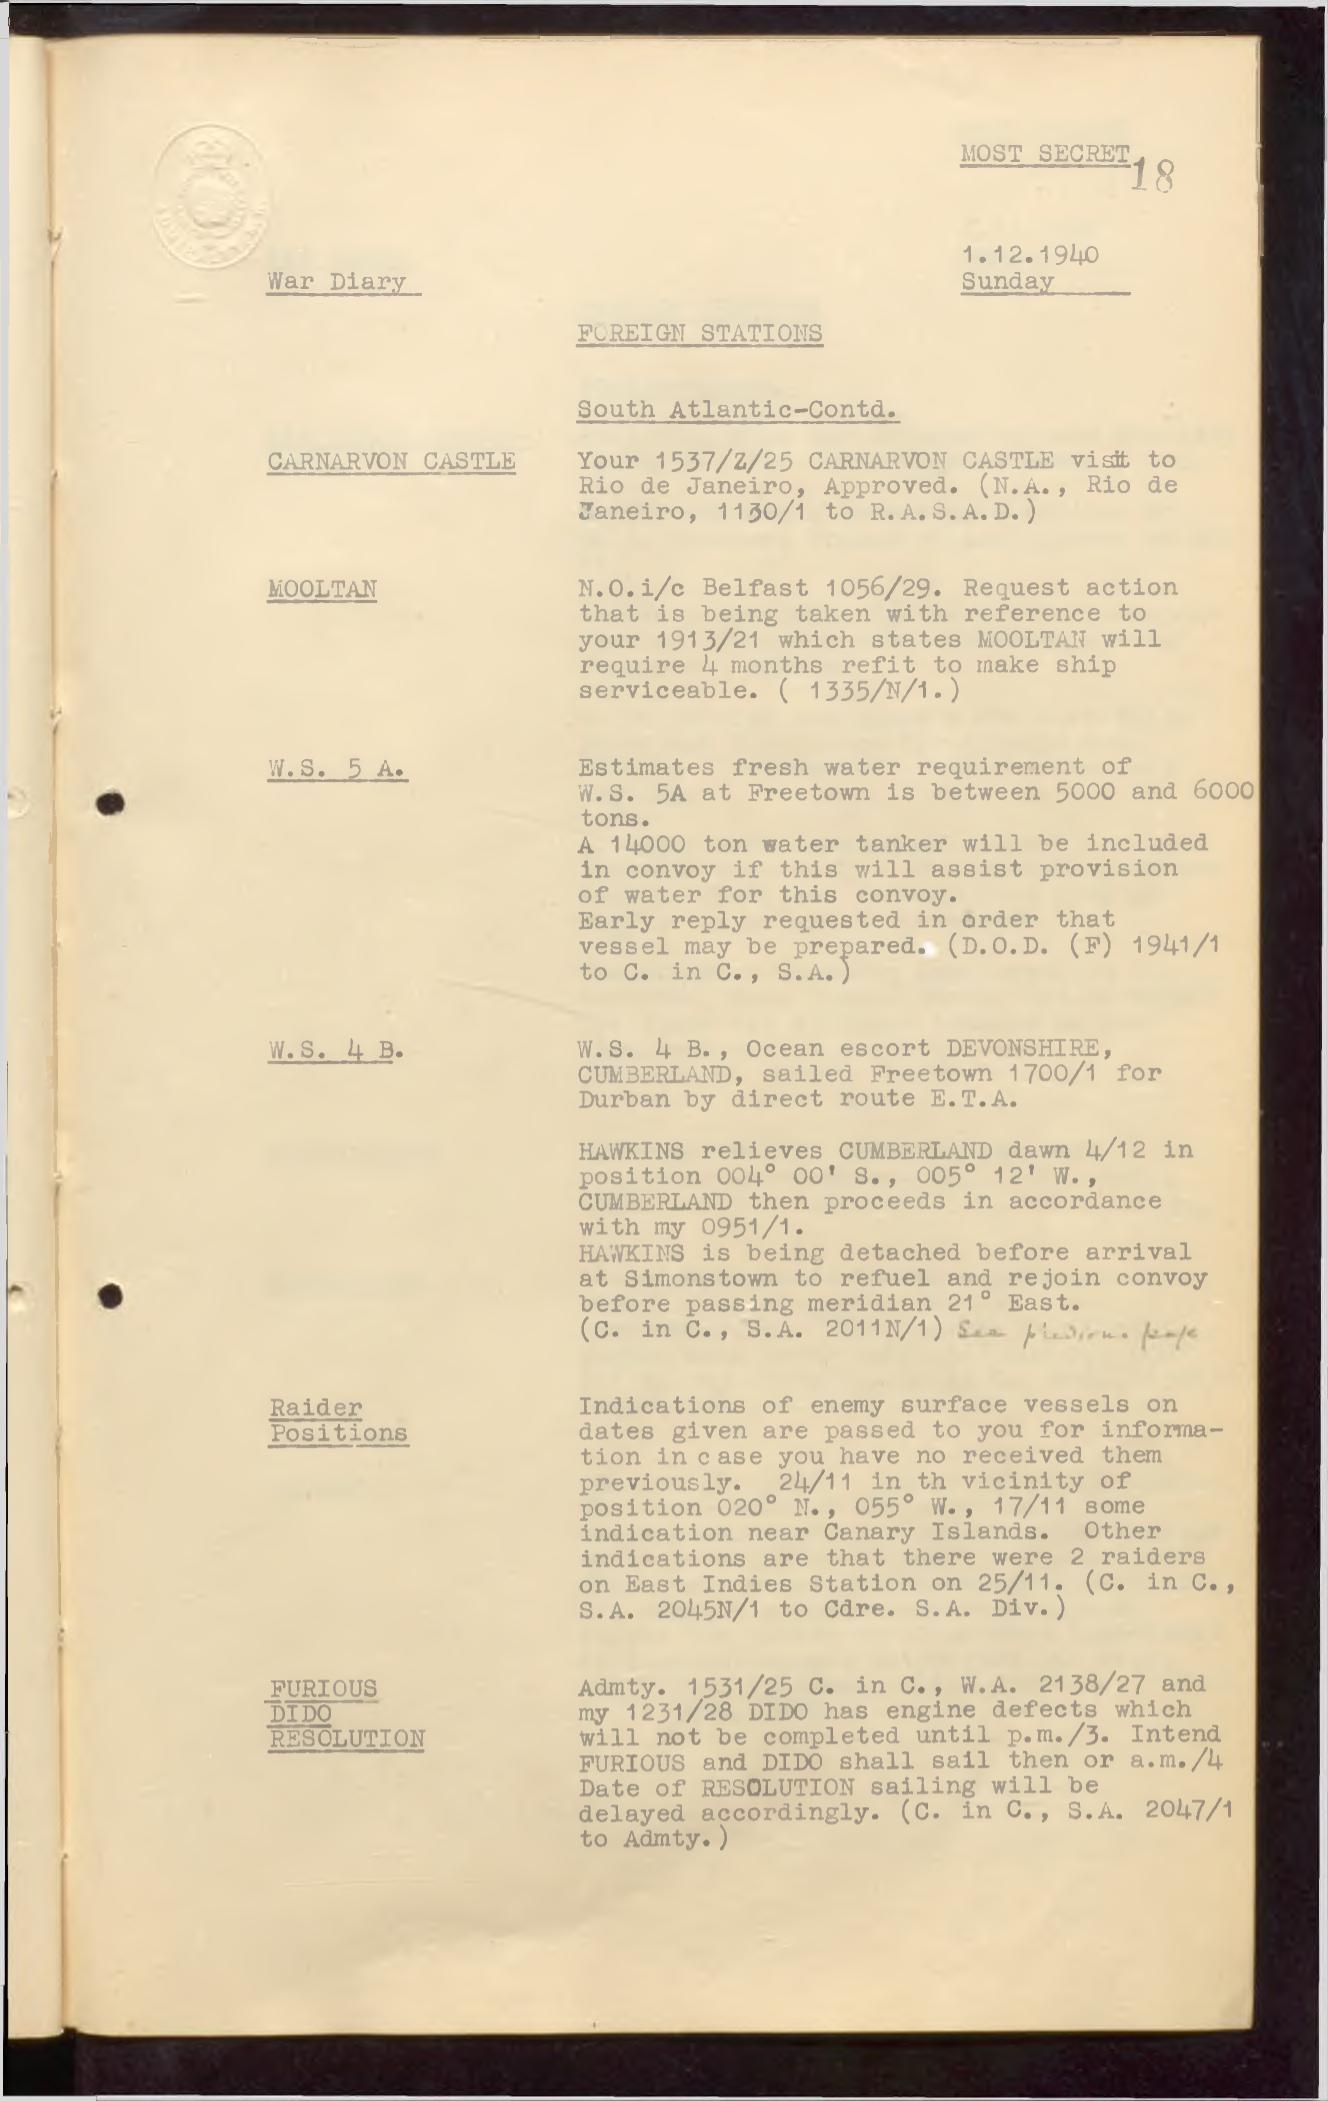 MOST SECRET.
18
1.12.1940
War Diary
Sunday
FOREIGN STATIONS
South Atlantic-Contd.
CARNARVON CASTLE
Your 1537/Z/25 CARNARVON CASTLE visit to
Rio de Janeiro, Approved. (N.A., Rio de
Janeiro, 1130/1 to R.A.S.A.D.)
MOOLTAN
N.O.i/c Belfast 1056/29. Request action
that is being taken with reference to
your 1913/21 which states MOOLTAN will
require 4 months refit to make ship
serviceable. ( 1335/N/1.)
W.S. 5 A.
Estimates fresh water requirement of
W.S. 5A at Freetown is between 5000 and 6000
tons.
A 14000 ton water tanker will be included
in convoy if this will assist provision
of water for this convoy.
Early reply requested in order that
vessel may be prepared. (D.O.D. (F) 1941/1
to C. in C., S.A.)
W.S. 4 B.
W.S. 4 B., Ocean escort DEVONSHIRE,
CUMBERLAND, sailed Freetown 1700/1 for
Durban by direct route E.T.A.
HAWKINS relieves CUMBERLAND dawn 4/12 in
position 004° 00' S., 005° 12' W.,
CUMBERLAND then proceeds in accordance
with my 0951/1.
HAWKINS is being detached before arrival
at Simonstown to refuel and rejoin convoy
before passing meridian 21° East.
(C. in C., S.A. 2011N/1) See previous page
Raider
Positions
Indications of enemy surface vessels on
dates given are passed to you for informa-
tion in case you have no received them
previously. 24/11 in th vicinity of
position 020° N., 055° W., 17/11 some
indication near Canary Islands. Other
indications are that there were 2 raiders
on East Indies Station on 25/11. (C. in C.,
S.A. 2045N/1 to Cdre. S.A. Div.)
FURIOUS
DIDO
RESOLUTION
Admty. 1531/25 C. in C., W.A. 2138/27 and
my 1231/28 DIDO has engine defects which
will not be completed until p.m./3. Intend
FURIOUS and DIDO shall sail then or a.m./4
Date of RESOLUTION sailing will be
delayed accordingly. (C. in C., S.A. 2047/1
to Admty.)